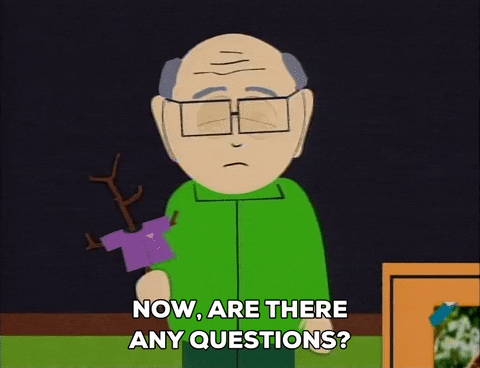 NOW, ARE THERE
ANY QUESTIONS?